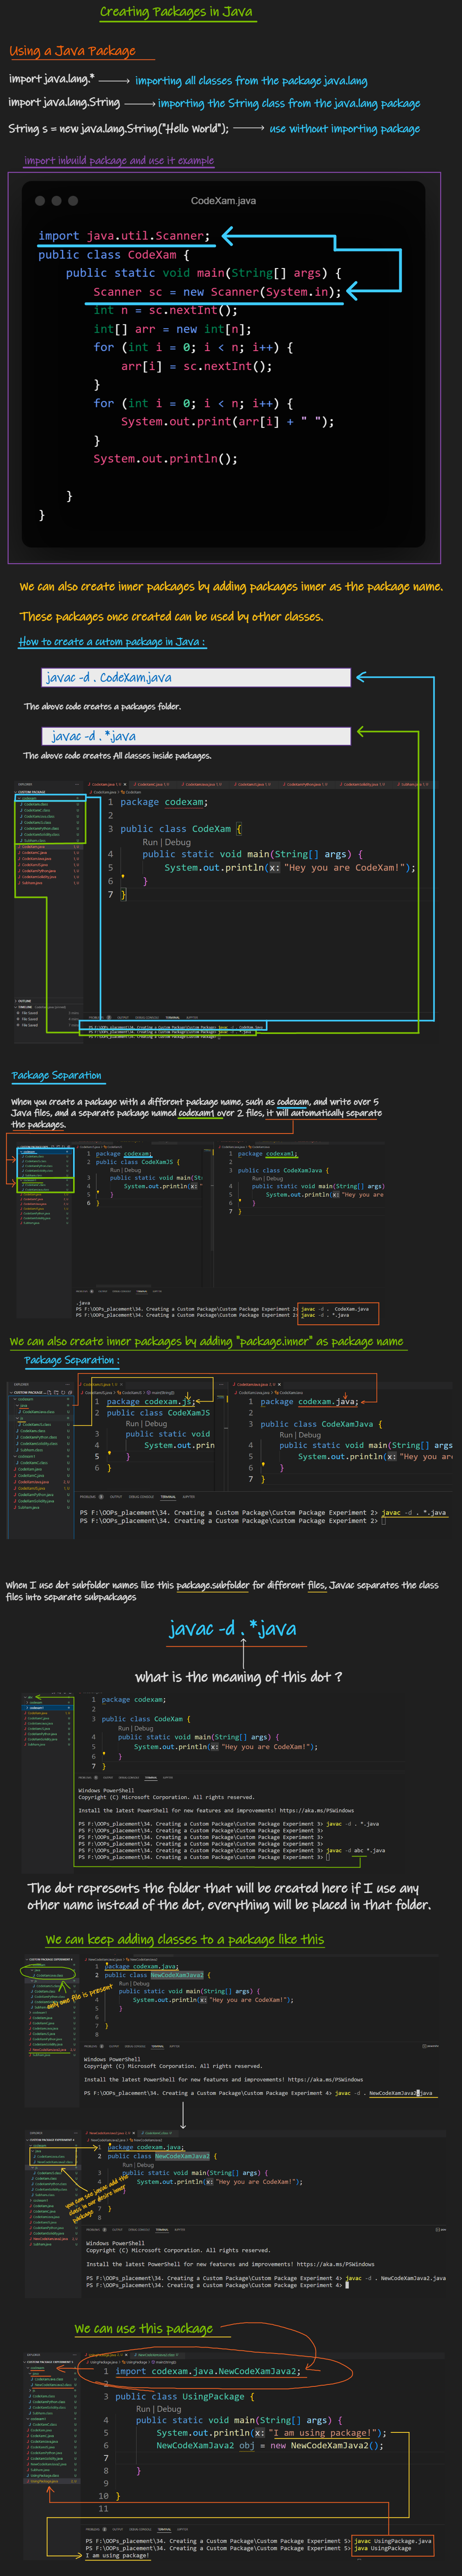 Creating Packages in Java
Using a Java Package
import java.lang.* importing all classes from the package java.lang
import java.lang.String importing the String class from the java.lang package
String s = new java.lang.String("Hello World"); use without importing package
import inbuild package and use it example
CodeXam.java
import java.util.Scanner;
public class CodeXam {
public static void main(String[] args) {
Scanner sc = new Scanner(System.in);
int n = sc.nextInt();
int[] arr = new int[n];
for (int i = 0; i < n; i++) {
arr[i] = sc.nextInt();
}
for (int i = 0; i < n; i++) {
System.out.print(arr[i] + " ");
}
System.out.println();
}
}
We can also create inner packages by adding packages inner as the package name.
These packages once created can be used by other classes.
How to create a cutom package in Java :
javac -d . CodeXam.java
The above code creates a packages folder.
javac -d . *.java
The above code creates All classes inside packages.
1 package codexam;
2
3 public class CodeXam {
Run | Debug
4 public static void main(String[] args) {
5 System.out.println(x: "Hey you are CodeXam!");
6 }
7 }
Package Separation
When you create a package with a different package name, such as codexam, and write over 5
Java files, and a separate package named codexam1 over 2 files, it will automatically separate
the packages.
1 package codexam;
2 public class CodeXamJS {
Run | Debug
3 public static void main(St
4 System.out.println(x: "
5 }
6 }
1 package codexam1;
2
3 public class CodeXamJava {
Run | Debug
4 public static void main(String[] args)
5 System.out.println(x: "Hey you are
6 }
7 }
.java
PS F:\OOPs_placement\34. Creating a Custom Package\Custom Package Experiment 2> javac -d . CodeXam.java
PS F:\OOPs_placement\34. Creating a Custom Package\Custom Package Experiment 2> javac -d . *.java
We can also create inner packages by adding "package.inner" as package name
Package Separation :
1 package codexam.js;
2 public class CodeXamJS
Run | Debug
3 public static void
4 System.out.prin
5 }
6 }
1 package codexam.java;
2
3 public class CodeXamJava {
Run | Debug
4 public static void main(String[] args
5 System.out.println(x: "Hey you are
6 }
7 }
PS F:\OOPs_placement\34. Creating a Custom Package\Custom Package Experiment 2> javac -d . *.java
PS F:\OOPs_placement\34. Creating a Custom Package\Custom Package Experiment 2>
When I use dot subfolder names like this package.subfolder for different files, Javac separates the class
files into separate subpackages
javac -d . *java
what is the meaning of this dot ?
1 package codexam;
2
3 public class CodeXam {
Run | Debug
4 public static void main(String[] args) {
5 System.out.println(x: "Hey you are CodeXam!");
6 }
7 }
Windows PowerShell
Copyright (C) Microsoft Corporation. All rights reserved.
Install the latest PowerShell for new features and improvements! https://aka.ms/PSWindows
PS F:\OOPs_placement\34. Creating a Custom Package\Custom Package Experiment 3> javac -d . *.java
PS F:\OOPs_placement\34. Creating a Custom Package\Custom Package Experiment 3>
PS F:\OOPs_placement\34. Creating a Custom Package\Custom Package Experiment 3>
PS F:\OOPs_placement\34. Creating a Custom Package\Custom Package Experiment 3>
PS F:\OOPs_placement\34. Creating a Custom Package\Custom Package Experiment 3> javac -d abc *.java
PS F:\OOPs_placement\34. Creating a Custom Package\Custom Package Experiment 3>
The dot represents the folder that will be created here if I use any
other name instead of the dot, everything will be placed in that folder.
We can keep adding classes to a package like this
only one file is present
1 package codexam.java;
2 public class NewCodeXamJava2 {
Run | Debug
3 public static void main(String[] args) {
4 System.out.println(x: "Hey you are CodeXam!");
5 }
6
7 }
8
Windows PowerShell
Copyright (C) Microsoft Corporation. All rights reserved.
Install the latest PowerShell for new features and improvements! https://aka.ms/PSWindows
PS F:\OOPs_placement\34. Creating a Custom Package\Custom Package Experiment 4> javac -d . NewCodeXamJava2.java
you can see javac add this
class in our desire inner
package
1 package codexam.java;
2 public class NewCodeXamJava2 {
Run | Debug
3 public static void main(String[] args) {
4 System.out.println(x: "Hey you are CodeXam!");
5 }
6
7 }
8
Windows PowerShell
Copyright (C) Microsoft Corporation. All rights reserved.
Install the latest PowerShell for new features and improvements! https://aka.ms/PSWindows
PS F:\OOPs_placement\34. Creating a Custom Package\Custom Package Experiment 4> javac -d . NewCodeXamJava2.java
PS F:\OOPs_placement\34. Creating a Custom Package\Custom Package Experiment 4>
We can use this package
1 import codexam.java.NewCodeXamJava2;
2
3 public class UsingPackage {
Run | Debug
4 public static void main(String[] args) {
5 System.out.println(x: "I am using package!");
6 NewCodeXamJava2 obj = new NewCodeXamJava2();
7
8 }
9
10 }
11
PS F:\OOPs_placement\34. Creating a Custom Package\Custom Package Experiment 5> javac UsingPackage.java
PS F:\OOPs_placement\34. Creating a Custom Package\Custom Package Experiment 5> java UsingPackage
I am using package!